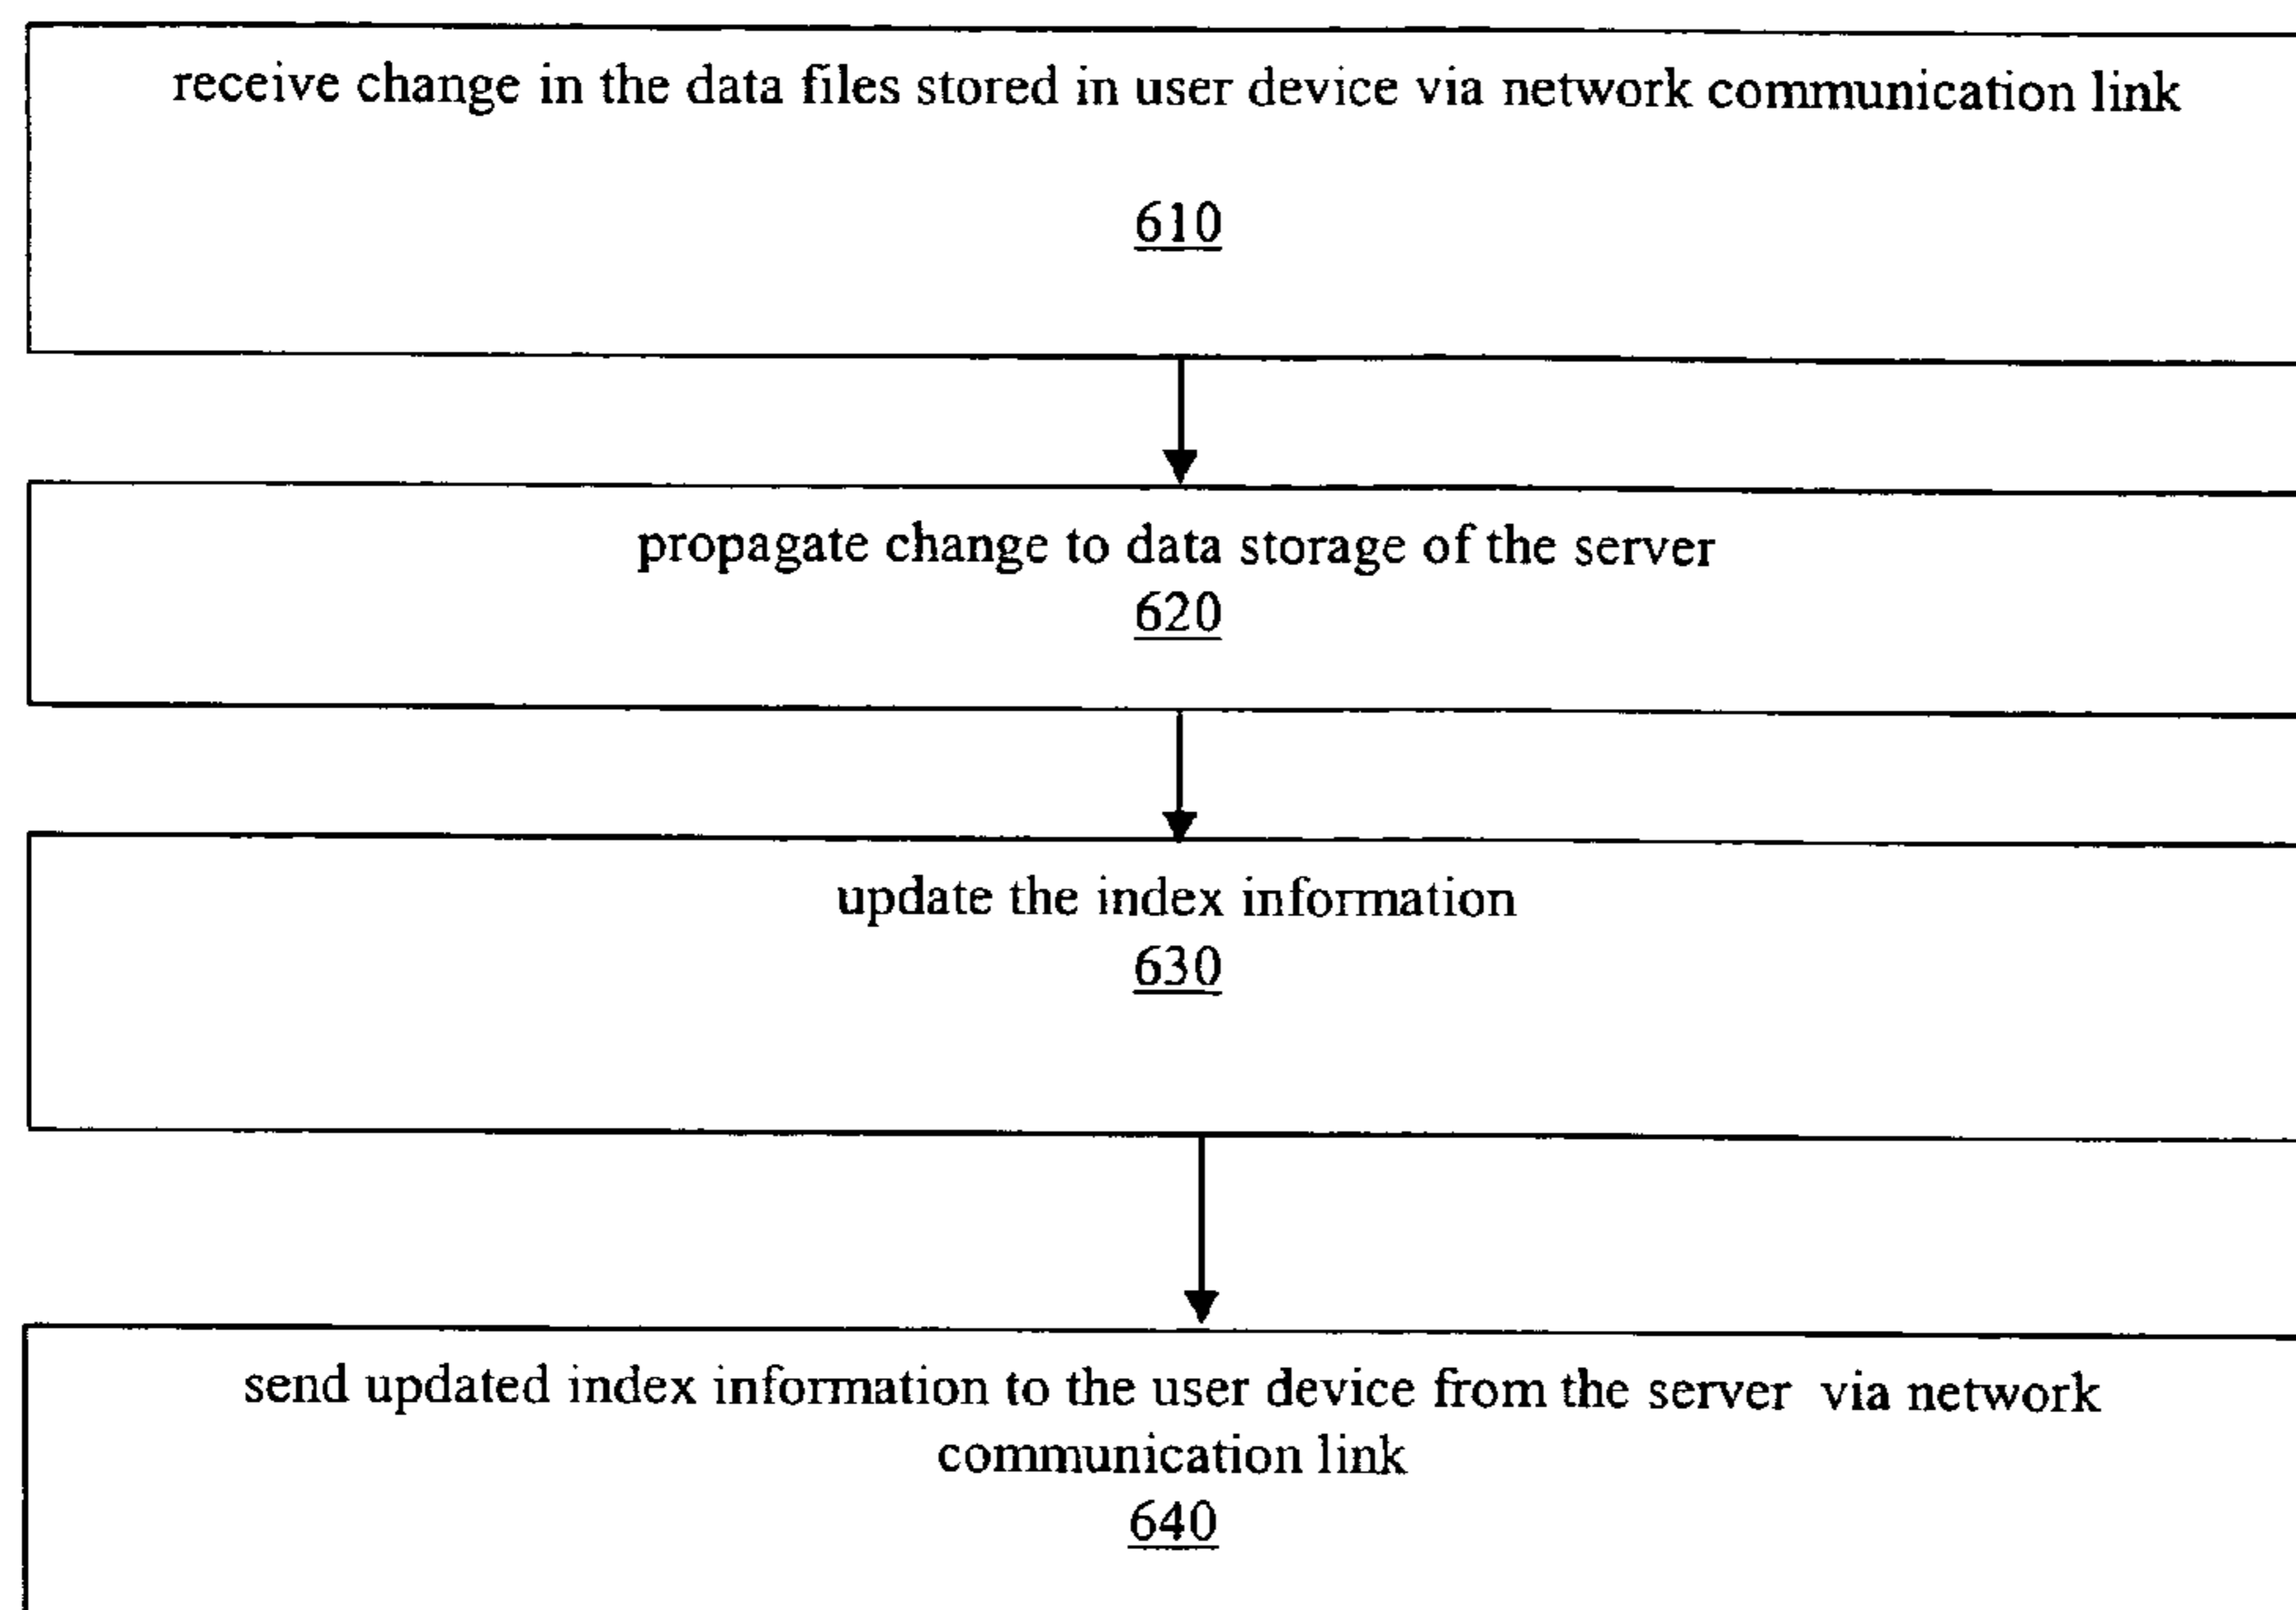 receive change in the data files stored in user device via network communication link
610
propagate change to data storage of the server
620
update the index information
630
send updated index information to the user device from the server via network
communication link
640